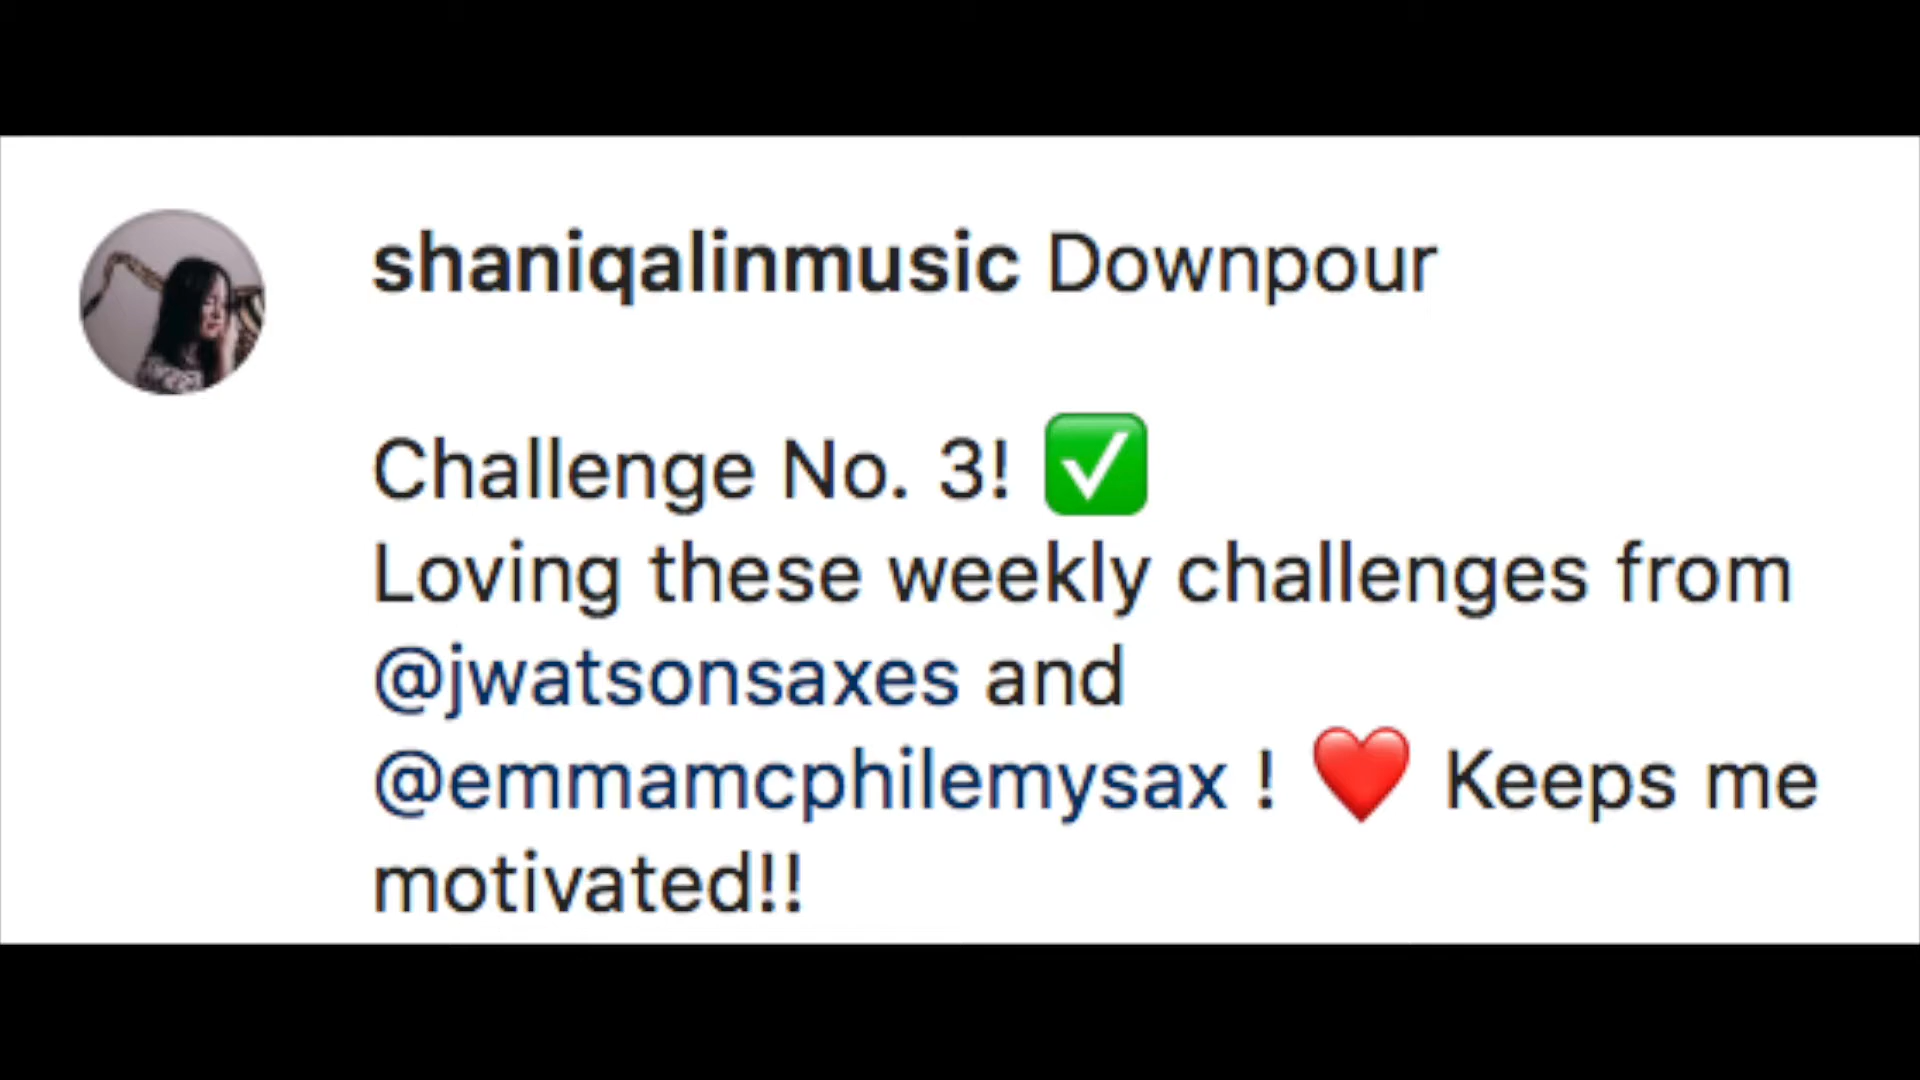 shaniqalinmusic Downpour
Challenge No. 3! ✅
Loving these weekly challenges from
@jwatsonsaxes and
@emmamcphilemysax ! ❤️ Keeps me
motivated!!